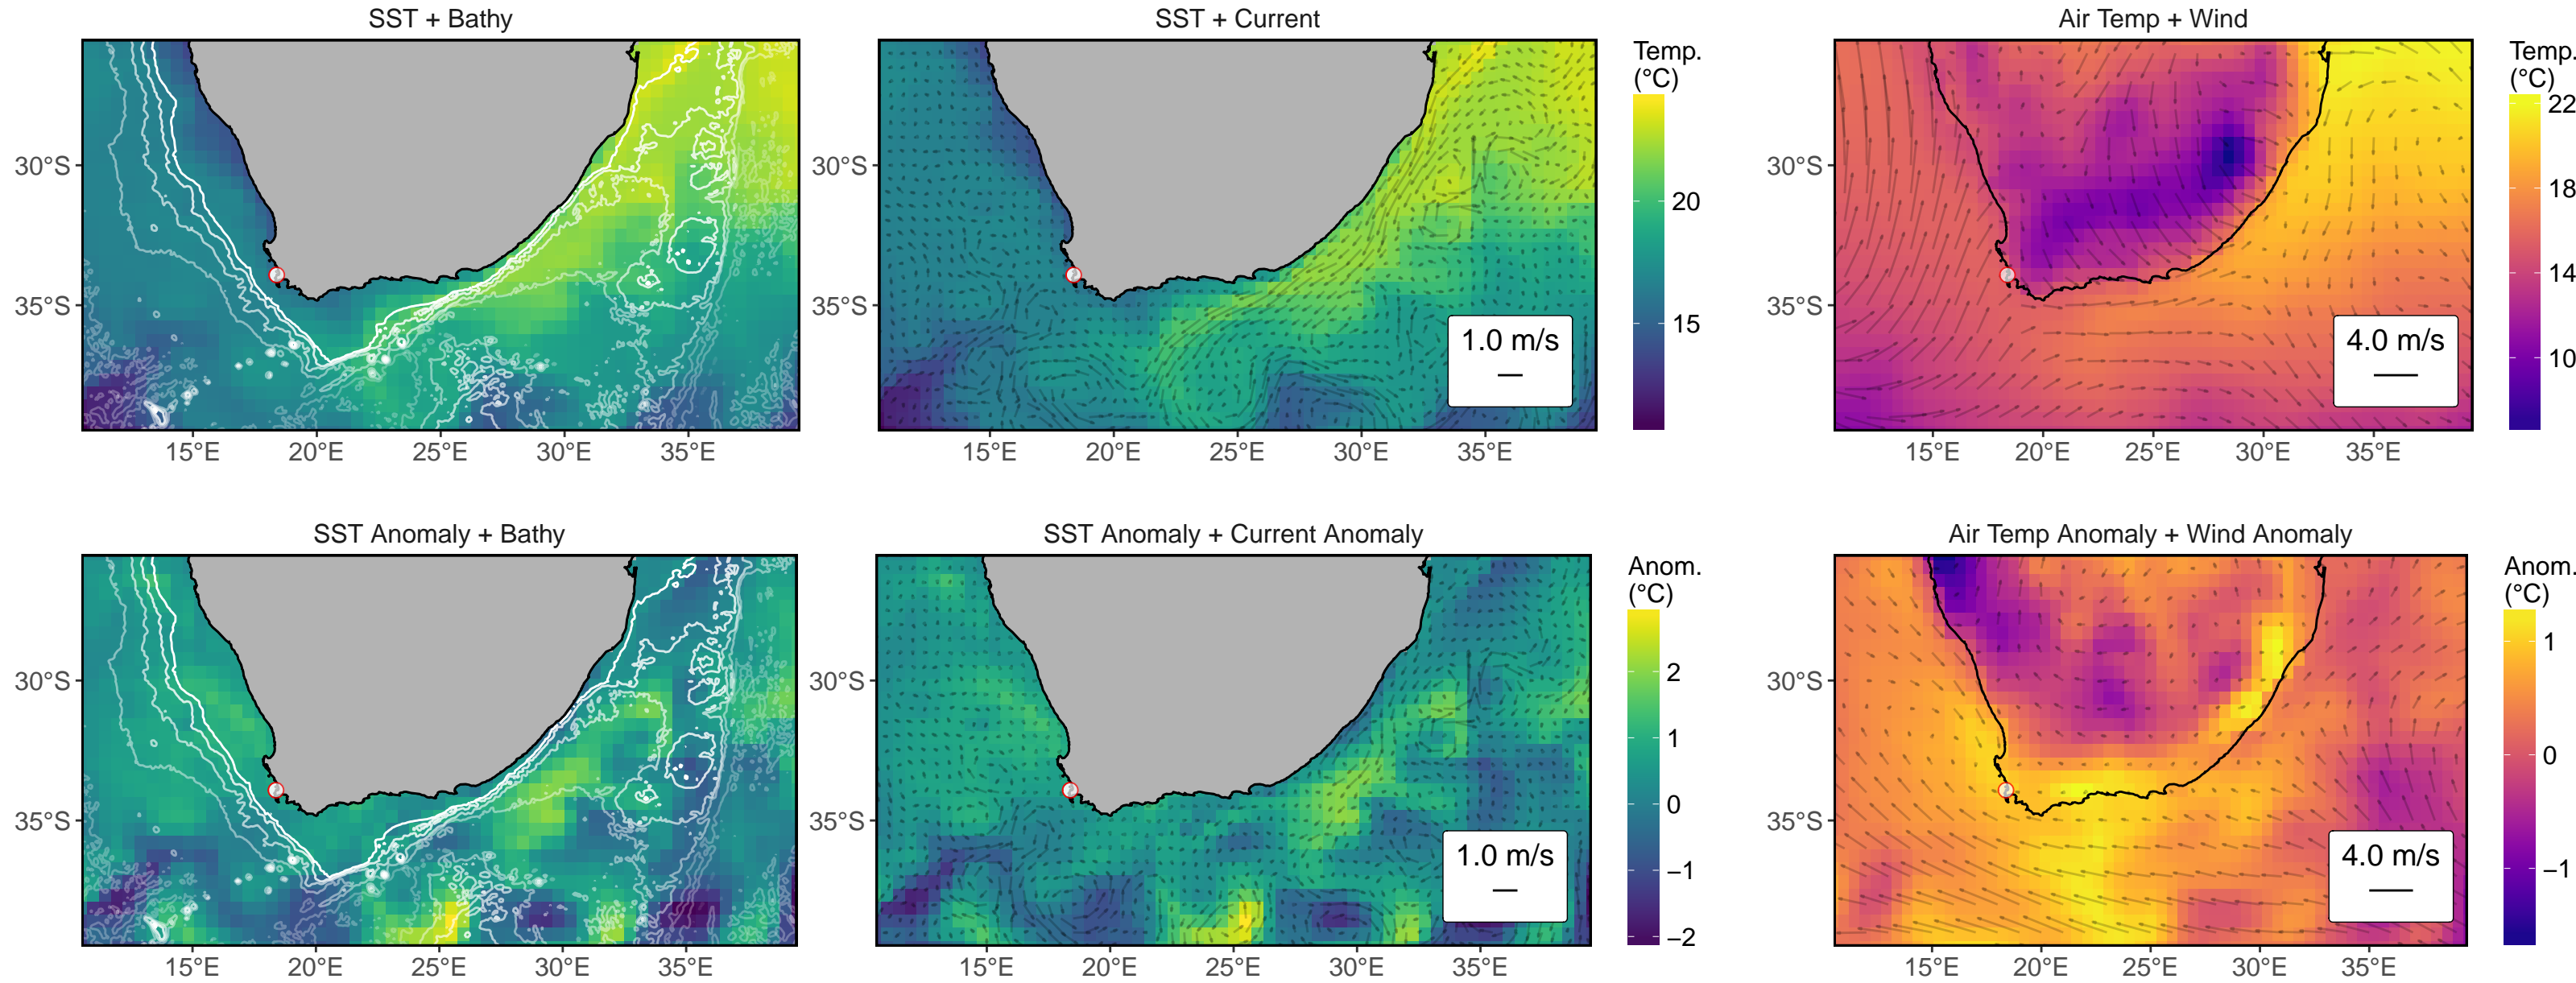 SST + Bathy
SST + Current
Air Temp + Wind
30°S
35°S
15°E 20°E 25°E 30°E 35°E
30°S
35°S
15°E 20°E 25°E 30°E 35°E
1.0 m/s
Temp.
(°C)
20
15
30°S
35°S
15°E 20°E 25°E 30°E 35°E
4.0 m/s
Temp.
(°C)
22
18
14
10
SST Anomaly + Bathy
SST Anomaly + Current Anomaly
Air Temp Anomaly + Wind Anomaly
30°S
35°S
15°E 20°E 25°E 30°E 35°E
30°S
35°S
15°E 20°E 25°E 30°E 35°E
1.0 m/s
Anom.
(°C)
2
1
0
−1
−2
30°S
35°S
15°E 20°E 25°E 30°E 35°E
4.0 m/s
Anom.
(°C)
1
0
−1